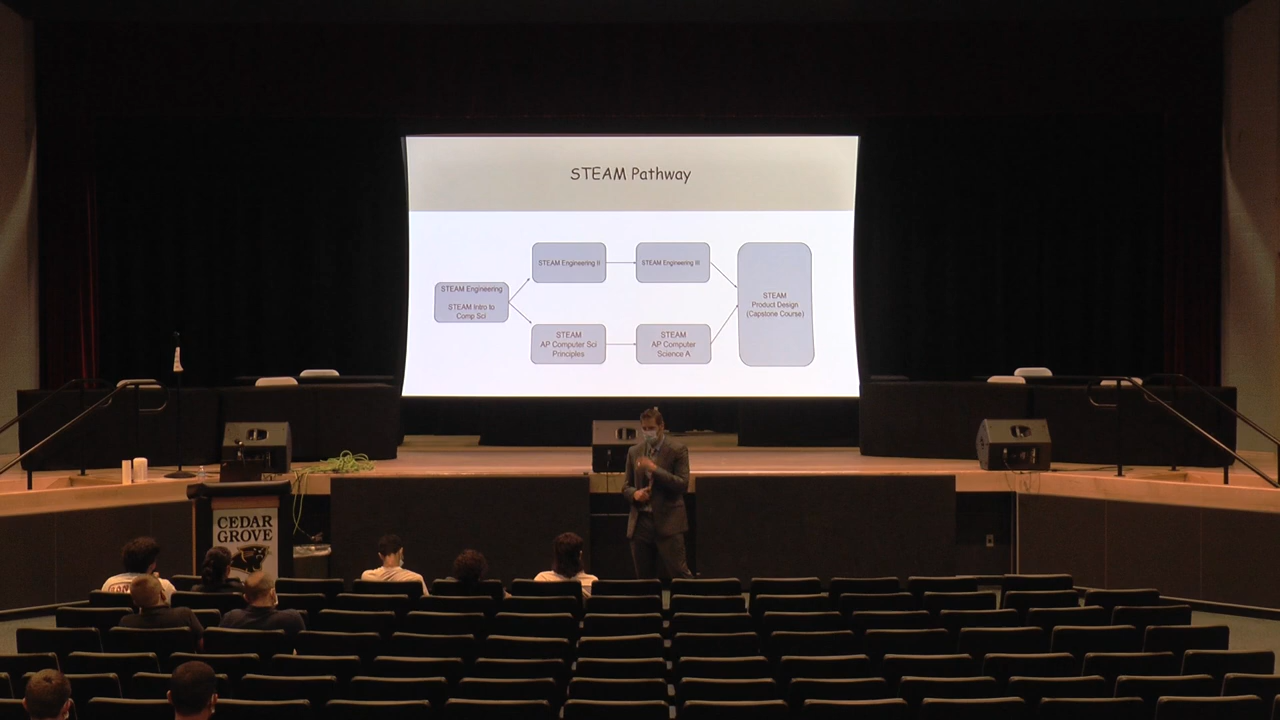 STEAM Pathway
STEAM Engineering
STEAM Intro to
Comp Sci
STEAM Engineering II
STEAM Engineering III
STEAM
AP Computer Sci
Principles
STEAM
AP Computer
Science A
STEAM
Product Design
(Capstone Course)
CEDAR
GROVE